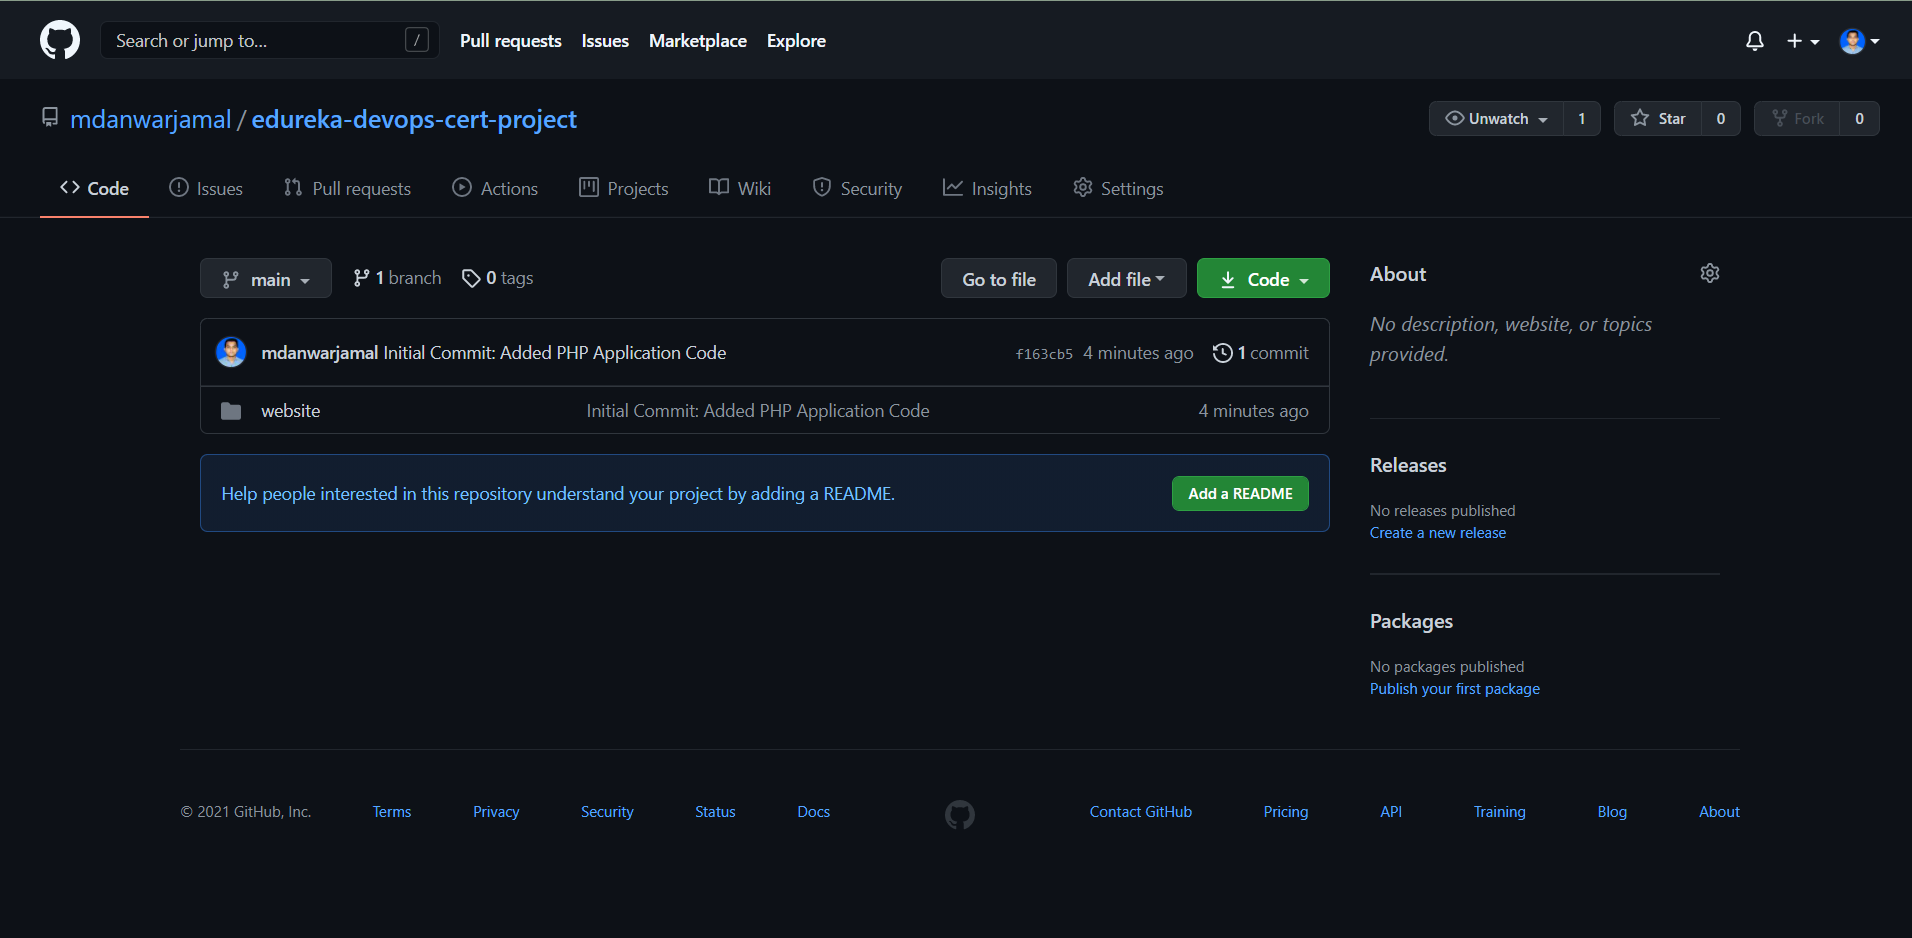 Search or jump to... /
Pull requests Issues Marketplace Explore
mdanwarjamal / edureka-devops-cert-project
Unwatch 1 Star 0 Fork 0
Code Issues Pull requests Actions Projects Wiki Security Insights Settings
main 1 branch 0 tags Go to file Add file Code
mdanwarjamal Initial Commit: Added PHP Application Code f163cb5 4 minutes ago 1 commit
website Initial Commit: Added PHP Application Code 4 minutes ago
Help people interested in this repository understand your project by adding a README. Add a README
About
No description, website, or topics
provided.
Releases
No releases published
Create a new release
Packages
No packages published
Publish your first package
© 2021 GitHub, Inc. Terms Privacy Security Status Docs Contact GitHub Pricing API Training Blog About